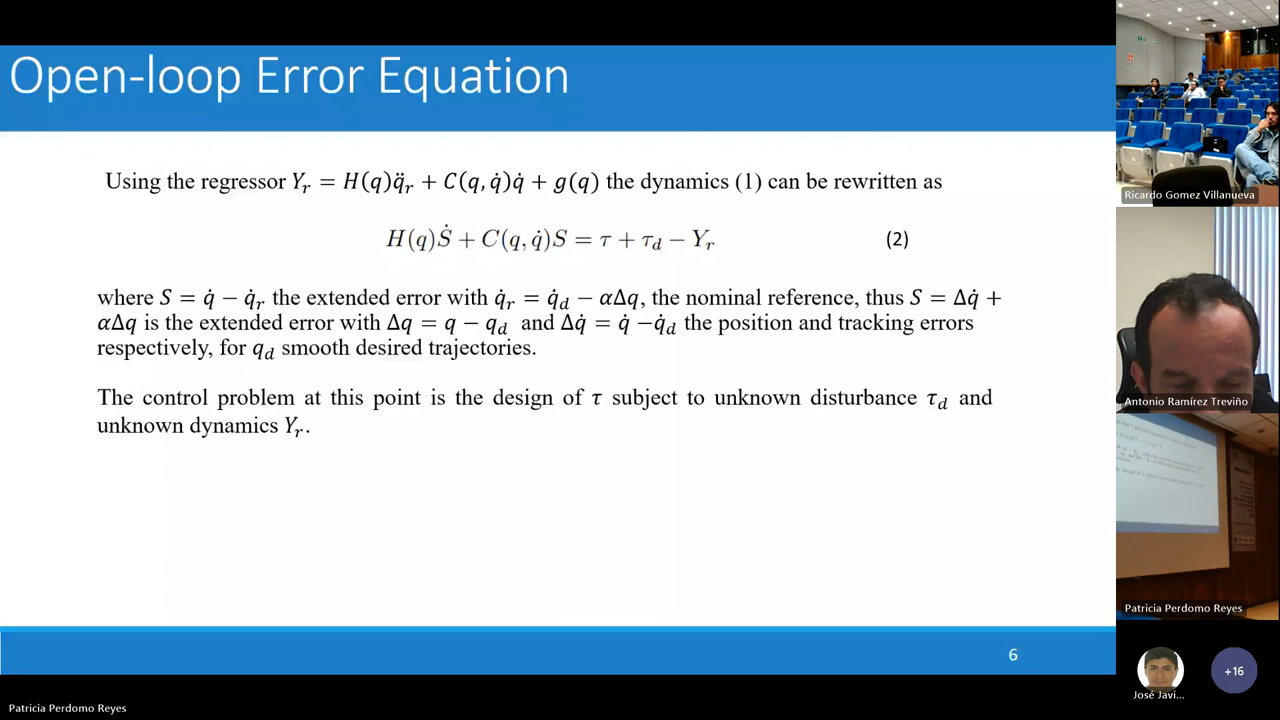 Open-loop Error Equation
Using the regressor Y_r = H(q)q̈_r + C(q, q̇)q̇ + g(q) the dynamics (1) can be rewritten as
H(q)Ṡ + C(q, q̇)S = τ + τ_d − Y_r (2)
where S = q̇ − q̇_r the extended error with q̇_r = q̇_d − αΔq, the nominal reference, thus S = Δq̇ +
αΔq is the extended error with Δq = q − q_d and Δq̇ = q̇ −q̇_d the position and tracking errors
respectively, for q_d smooth desired trajectories.
The control problem at this point is the design of τ subject to unknown disturbance τ_d and
unknown dynamics Y_r.
6
Patricia Perdomo Reyes
Ricardo Gomez Villanueva
Antonio Ramírez Treviño
Patricia Perdomo Reyes
José Javi...
+16